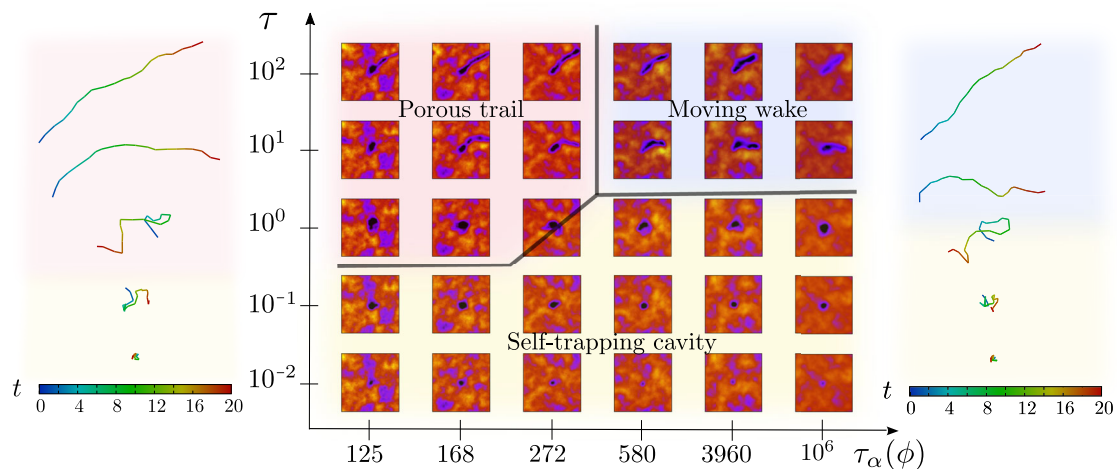 τ
10²
Porous trail
Moving wake
10¹
10⁰
10⁻¹
Self-trapping cavity
10⁻²
t
0 4 8 12 16 20
t
0 4 8 12 16 20
125 168 272 580 3960 10⁶ τα(ϕ)